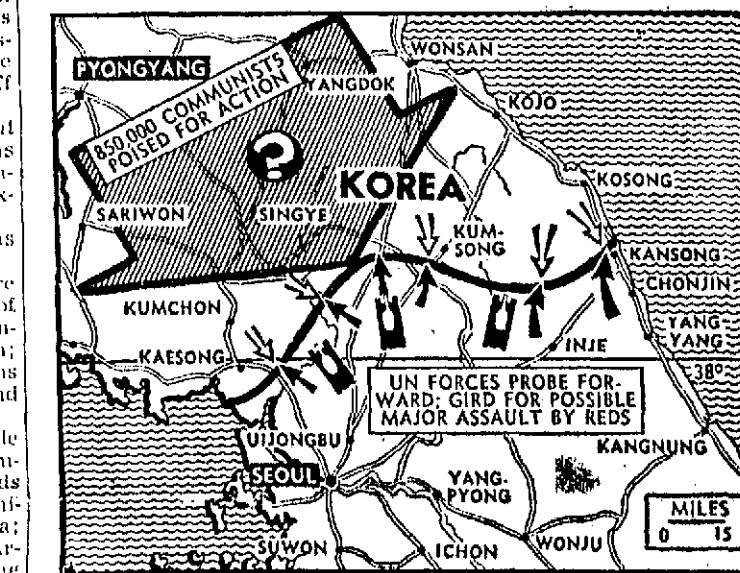 WONSAN
PYONGYANG
YANGDOK
850,000 COMMUNISTS
POISED FOR ACTION
KOJO
?
KOREA
KOSONG
SARIWON
SINGYE
KUM-
SONG
KANSONG
CHONJIN
KUMCHON
YANG
YANG
INJE
KAESONG
38°
UN FORCES PROBE FOR-
WARD; GIRD FOR POSSIBLE
MAJOR ASSAULT BY REDS
UIJONGBU
KANGNUNG
SEOUL
YANG-
PYONG
MILES
0 15
SUWON
ICHON
WONJU